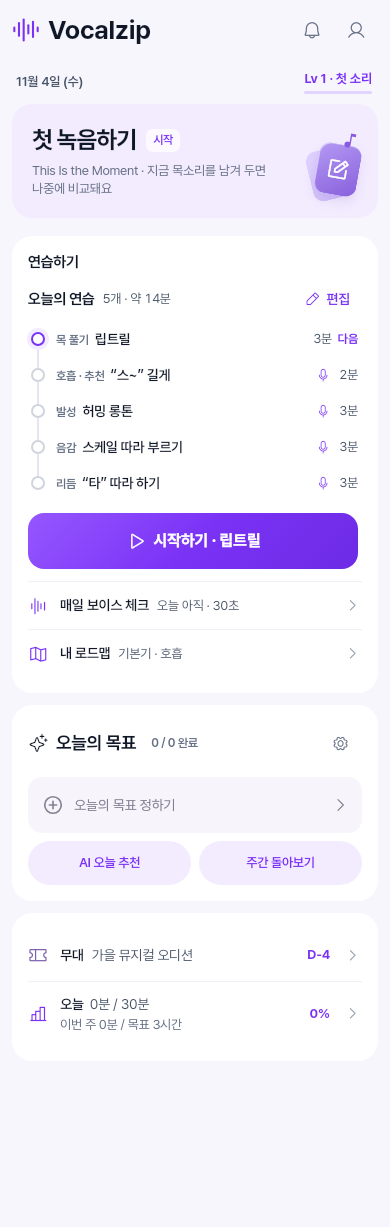 Vocalzip
11월 4일 (수)
Lv 1 · 첫 소리
첫 녹음하기 시작
This Is the Moment · 지금 목소리를 남겨 두면
나중에 비교돼요
연습하기
오늘의 연습 5개 · 약 14분 편집
목 풀기 립트릴 3분 다음
호흡 · 추천 “스~” 길게 2분
발성 허밍 롱톤 3분
음감 스케일 따라 부르기 3분
리듬 “타” 따라 하기 3분
시작하기 · 립트릴
매일 보이스 체크 오늘 아직 · 30초
내 로드맵 기본기 · 호흡
오늘의 목표 0 / 0 완료
오늘의 목표 정하기
AI 오늘 추천 주간 돌아보기
무대 가을 뮤지컬 오디션 D-4
오늘 0분 / 30분 0%
이번 주 0분 / 목표 3시간